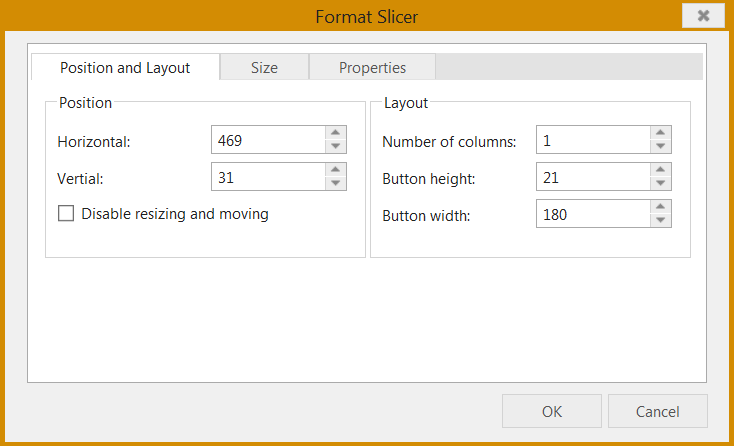 Format Slicer
Position and Layout
Size
Properties
Position
Horizontal:
469
Vertial:
31
Disable resizing and moving
Layout
Number of columns:
1
Button height:
21
Button width:
180
OK
Cancel